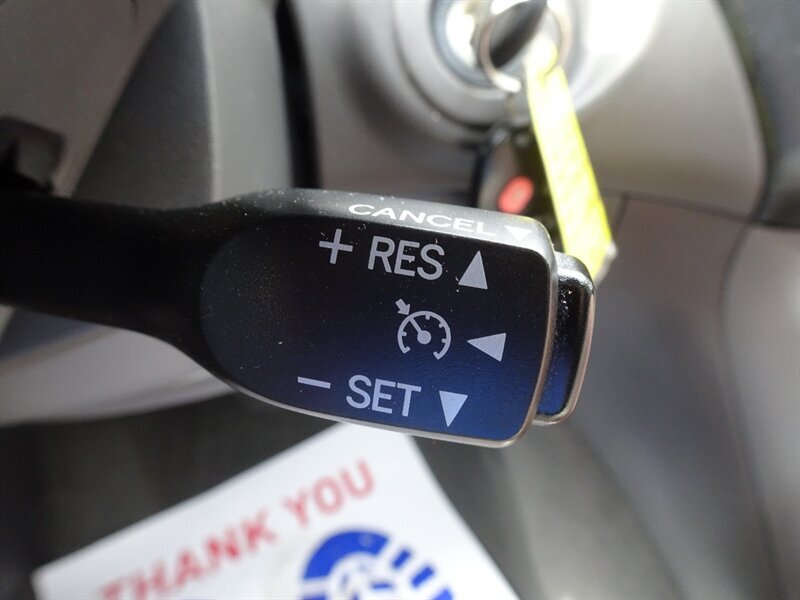 CANCEL ▼
+ RES ▲
◀
− SET ▼
THANK YOU